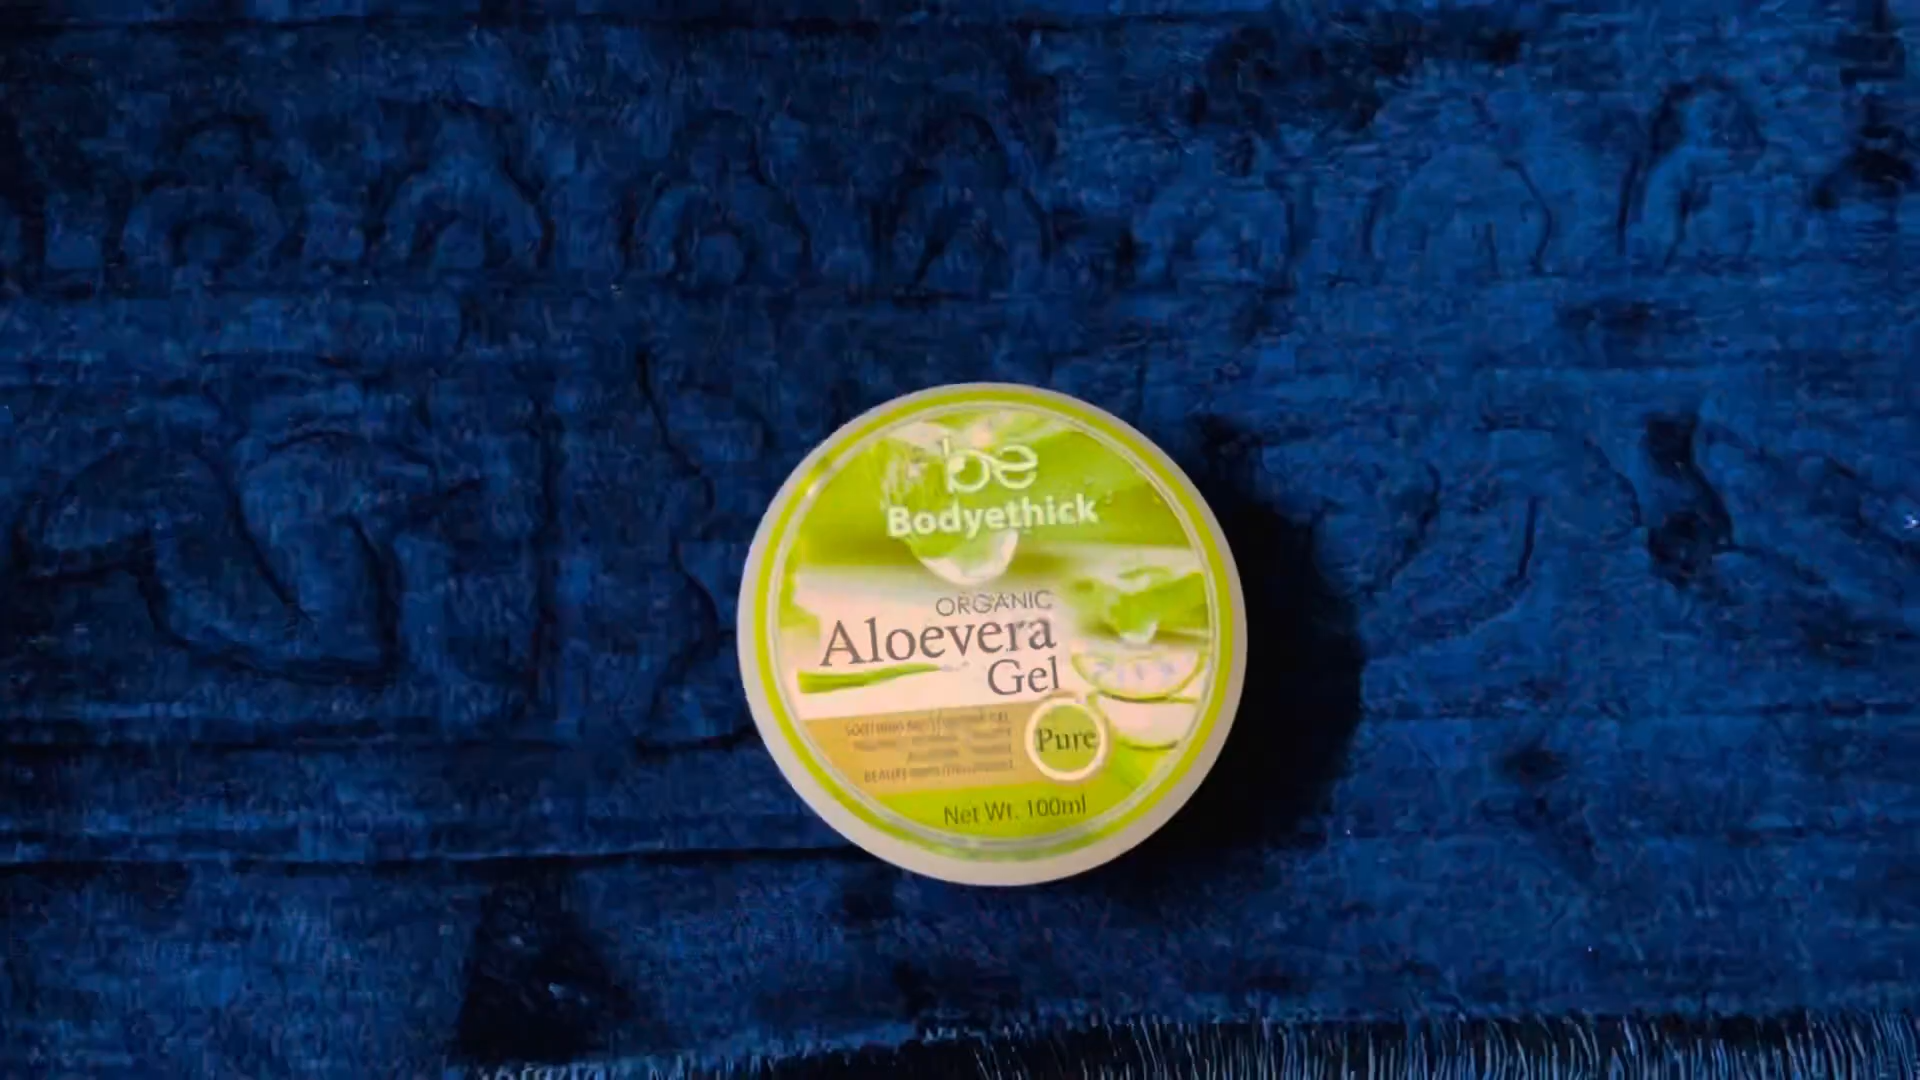 be
Bodyethick
ORGANIC
Aloevera
Gel
Pure
Net Wt. 100ml